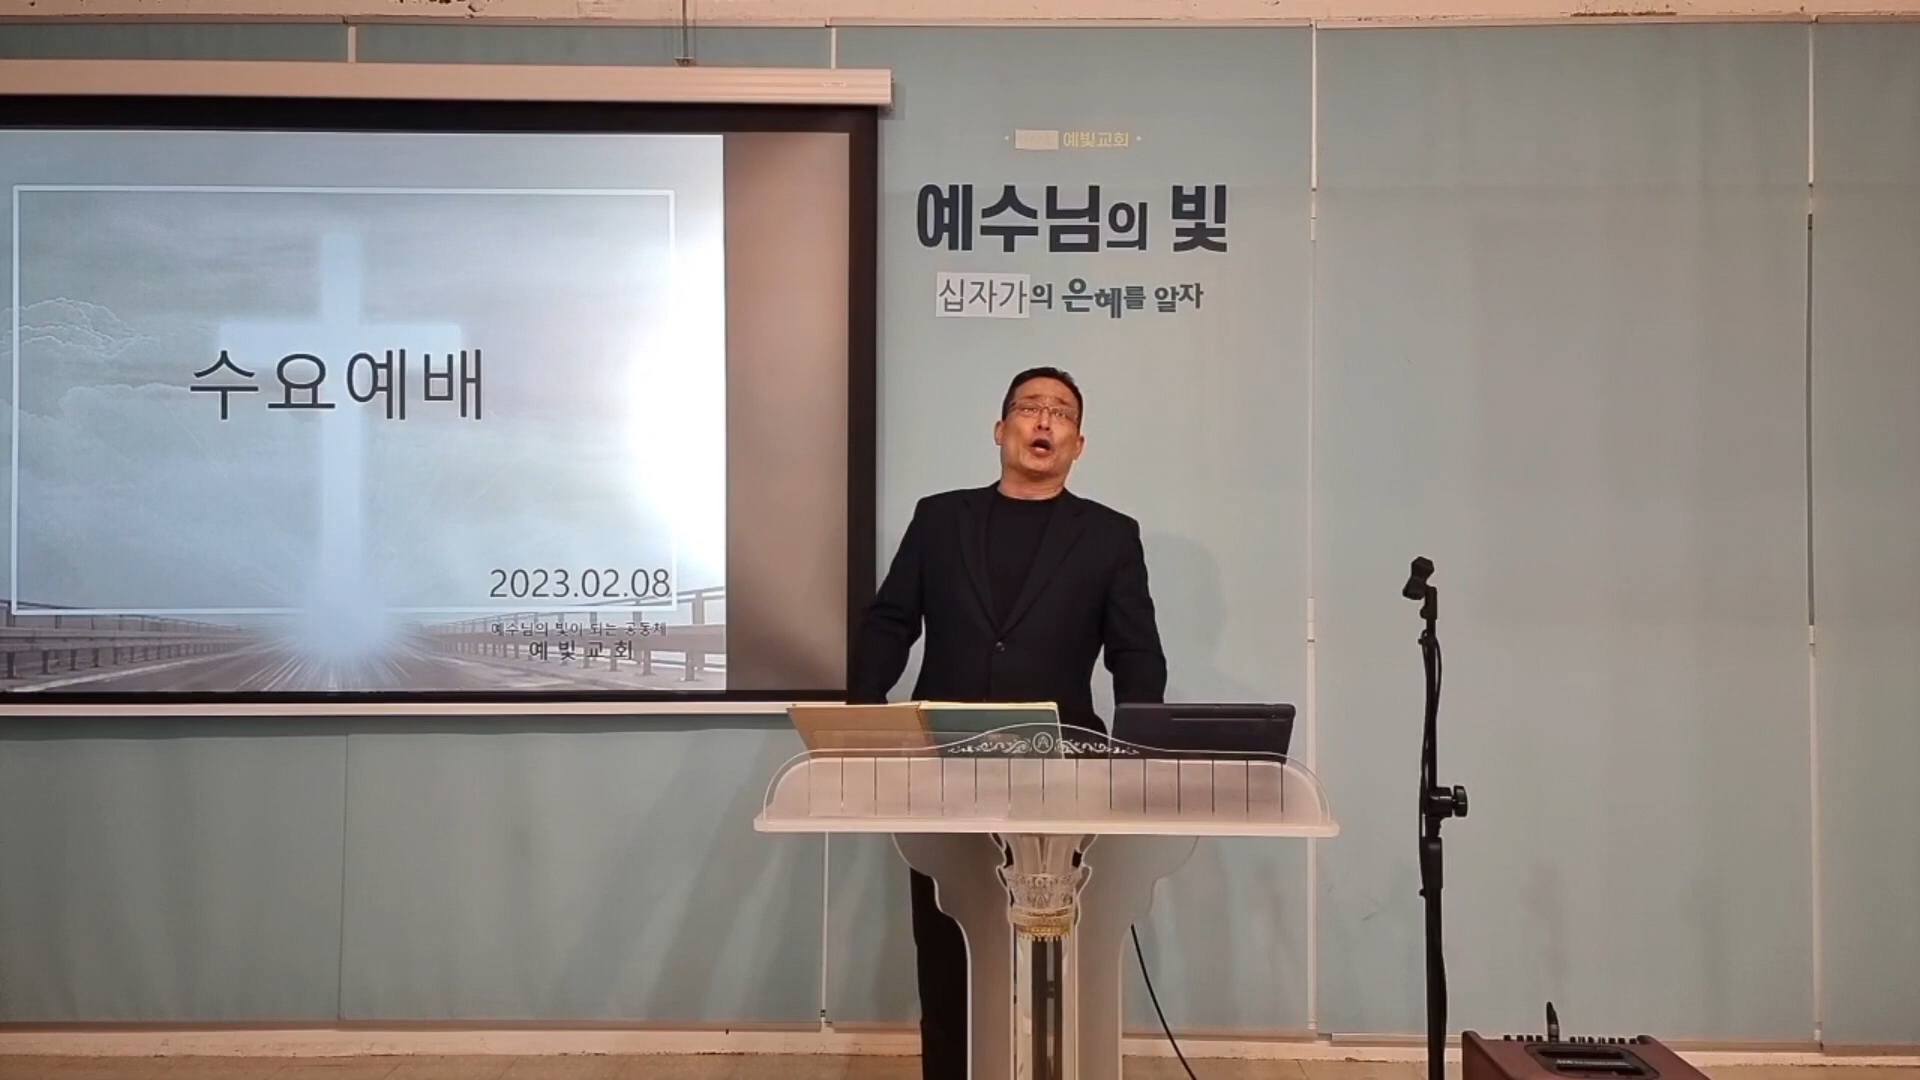 수요예배
2023.02.08
예수님의 빛이 되는 공동체
예빛교회
예빛교회
예수님의 빛
십자가의 은혜를 알자